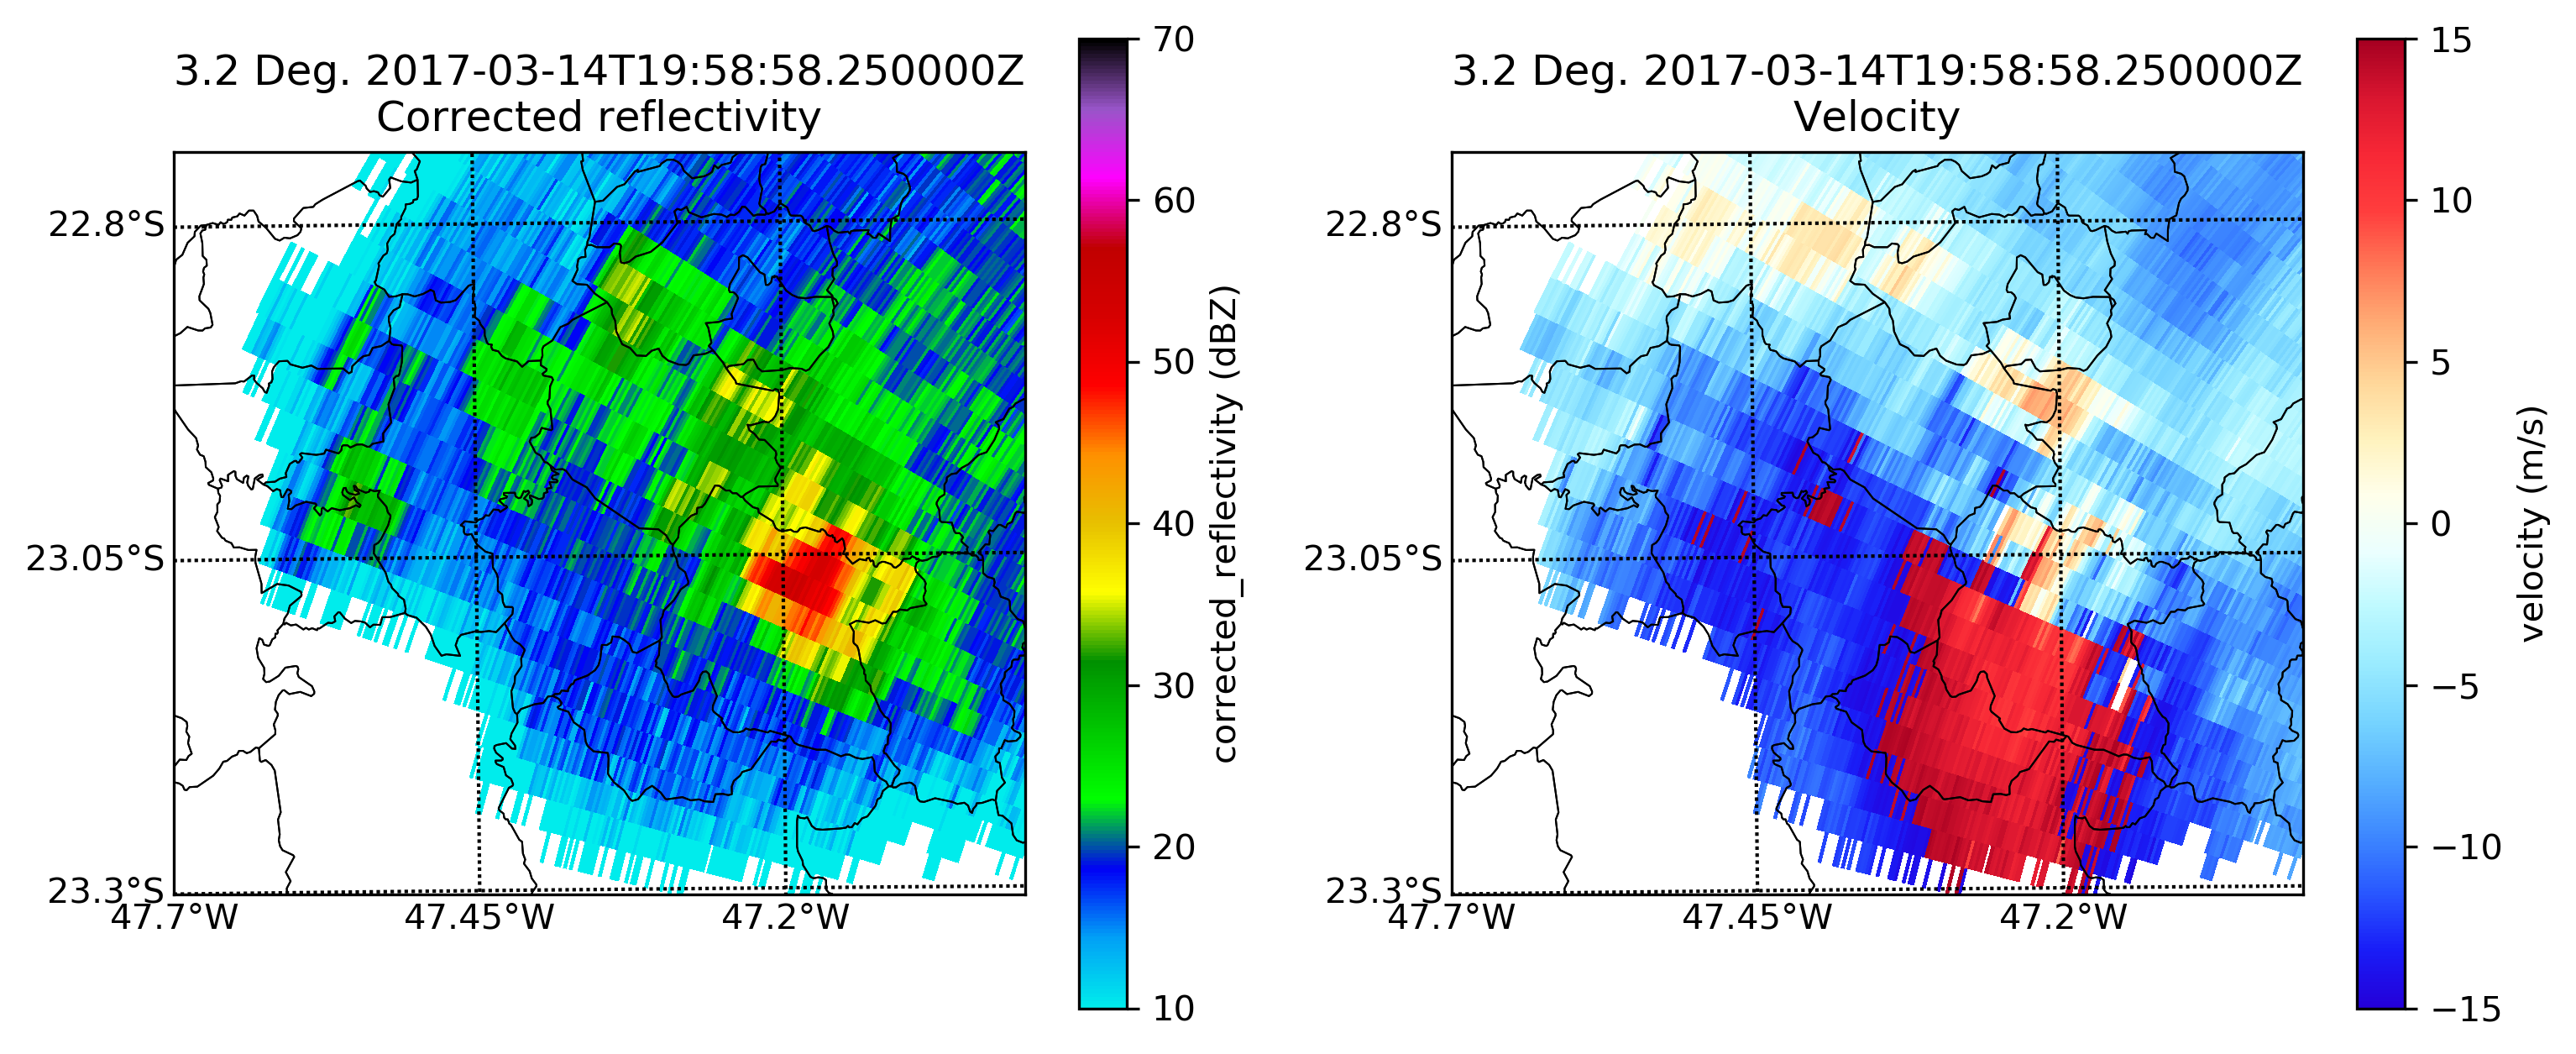 3.2 Deg. 2017-03-14T19:58:58.250000Z
Corrected reflectivity
22.8°S
23.05°S
23.3°S
47.7°W
47.45°W
47.2°W
70
60
50
40
30
20
10
corrected_reflectivity (dBZ)
3.2 Deg. 2017-03-14T19:58:58.250000Z
Velocity
22.8°S
23.05°S
23.3°S
47.7°W
47.45°W
47.2°W
15
10
5
0
−5
−10
−15
velocity (m/s)